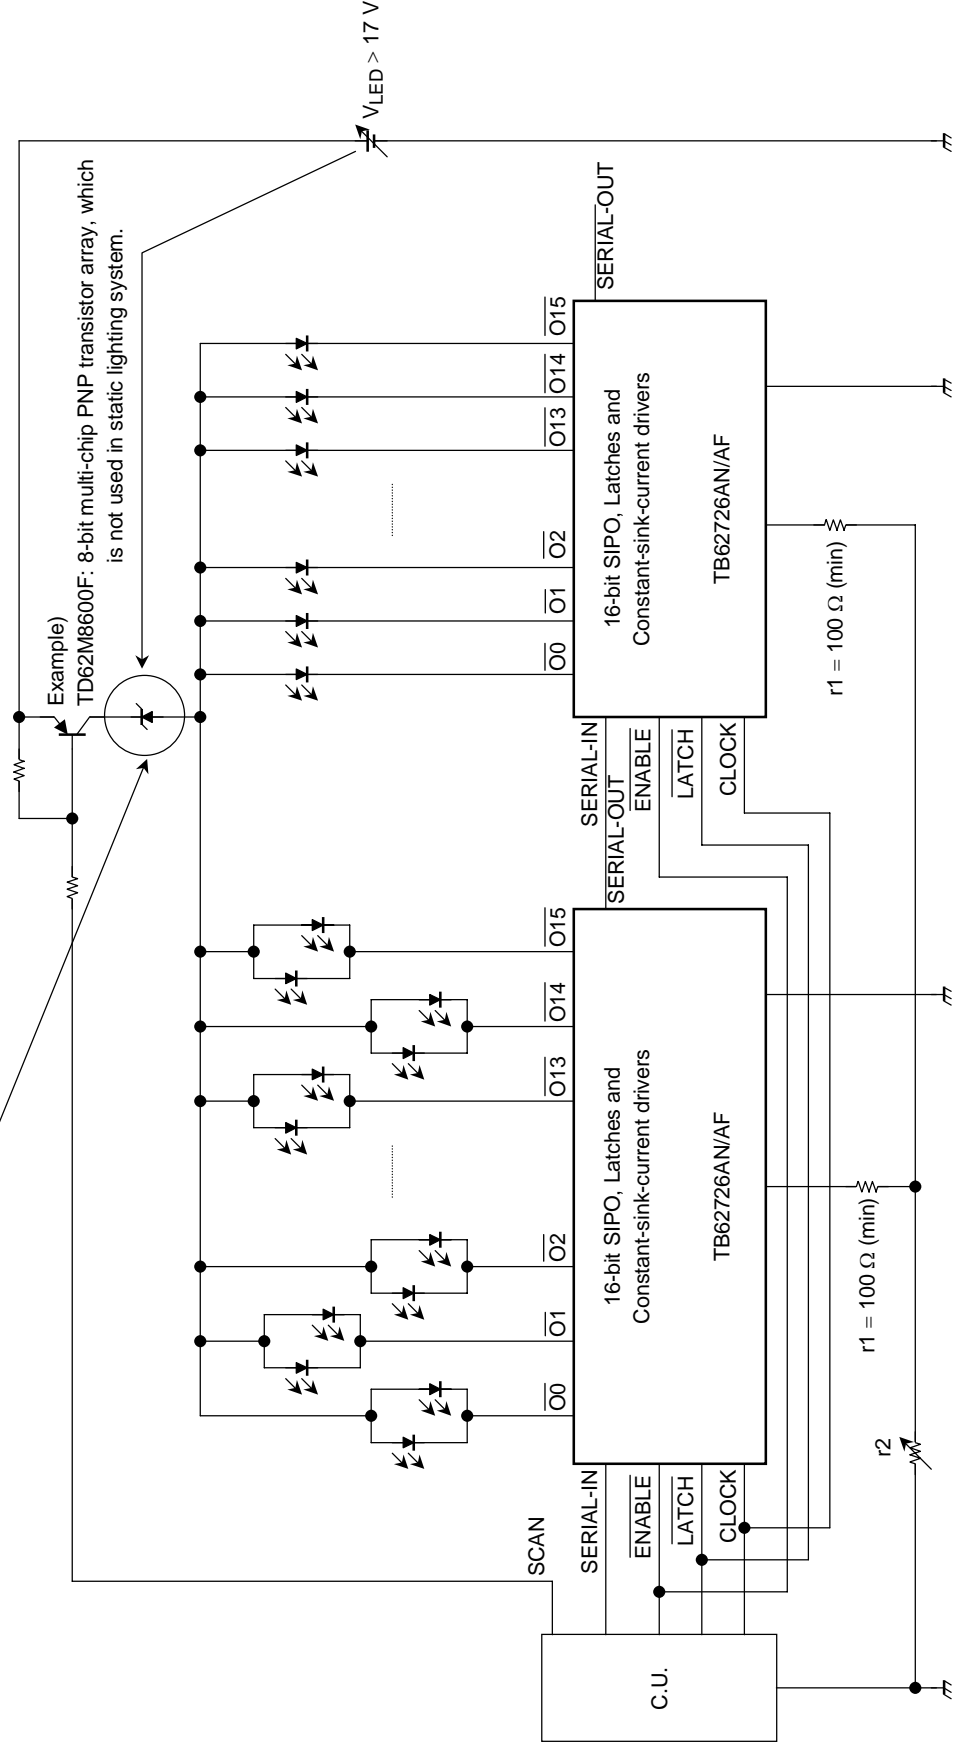 Example)
TD62M8600F: 8-bit multi-chip PNP transistor array, which
is not used in static lighting system.
VLED > 17 V
SCAN
C.U.
SERIAL-IN
ENABLE
LATCH
CLOCK
O0
O1
O2
O13
O14
O15
16-bit SIPO, Latches and
Constant-sink-current drivers
TB62726AN/AF
SERIAL-OUT
r1 = 100 Ω (min)
r2
SERIAL-IN
ENABLE
LATCH
CLOCK
O0
O1
O2
O13
O14
O15
16-bit SIPO, Latches and
Constant-sink-current drivers
TB62726AN/AF
SERIAL-OUT
r1 = 100 Ω (min)